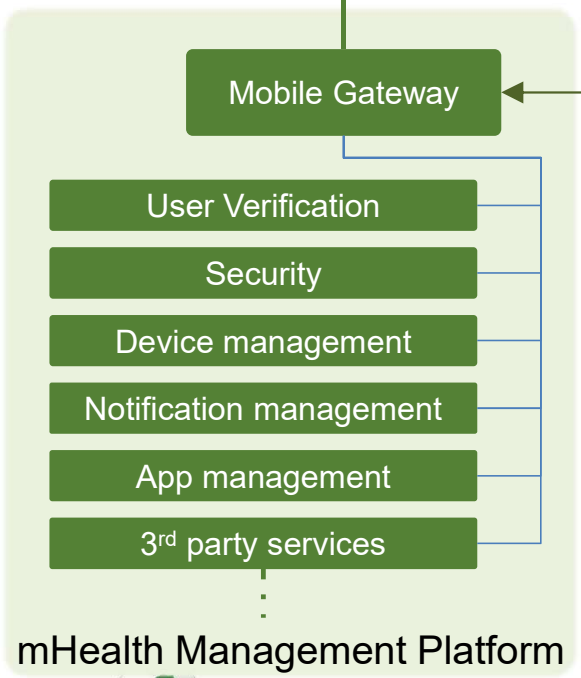 Mobile Gateway
User Verification
Security
Device management
Notification management
App management
3rd party services
mHealth Management Platform